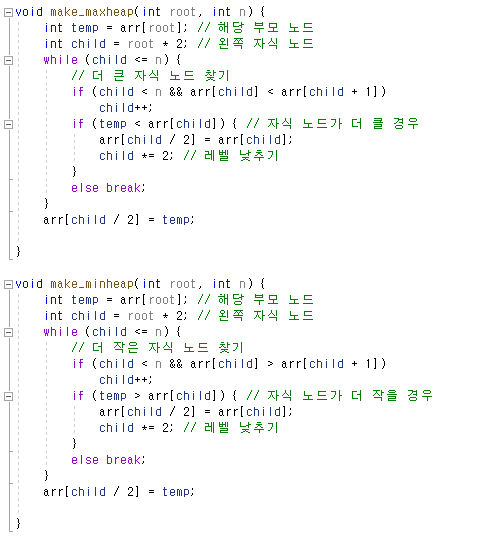 void make_maxheap(int root, int n) {
    int temp = arr[root]; // 해당 부모 노드
    int child = root * 2; // 왼쪽 자식 노드
    while (child <= n) {
        // 더 큰 자식 노드 찾기
        if (child < n && arr[child] < arr[child + 1])
            child++;
        if (temp < arr[child]) { // 자식 노드가 더 클 경우
            arr[child / 2] = arr[child];
            child *= 2; // 레벨 낮추기
        }
        else break;
    }
    arr[child / 2] = temp;
}
void make_minheap(int root, int n) {
    int temp = arr[root]; // 해당 부모 노드
    int child = root * 2; // 왼쪽 자식 노드
    while (child <= n) {
        // 더 작은 자식 노드 찾기
        if (child < n && arr[child] > arr[child + 1])
            child++;
        if (temp > arr[child]) { // 자식 노드가 더 작을 경우
            arr[child / 2] = arr[child];
            child *= 2; // 레벨 낮추기
        }
        else break;
    }
    arr[child / 2] = temp;
}